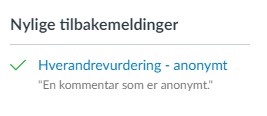 Nylige tilbakemeldinger
Hverandrevurdering - anonymt
"En kommentar som er anonymt."